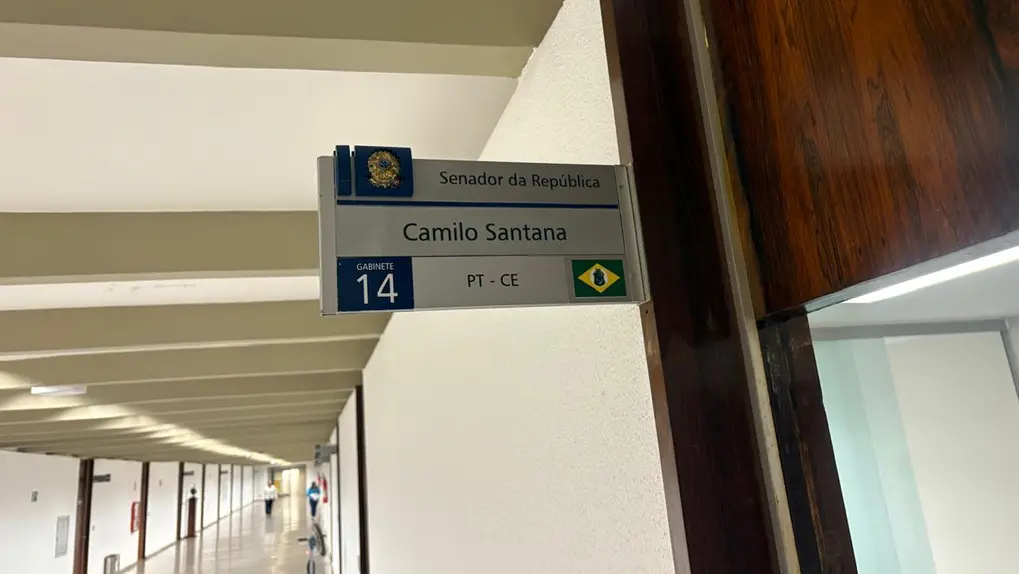 Senador da República
Camilo Santana
GABINETE
14
PT - CE